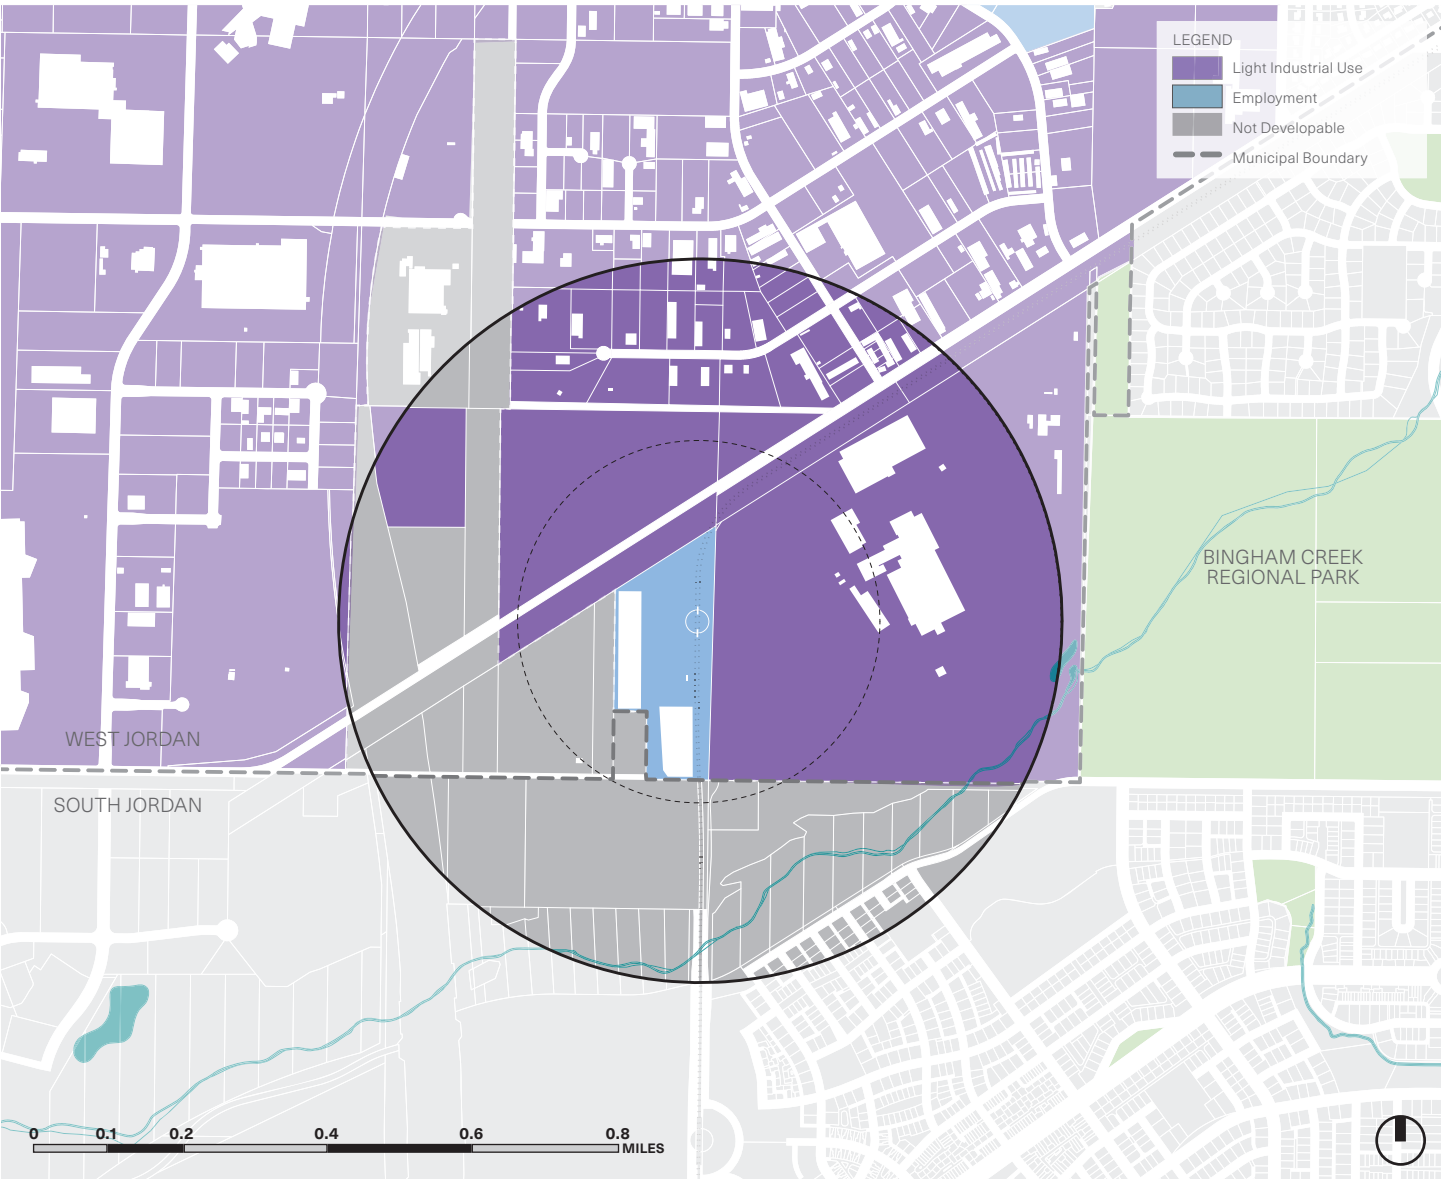 LEGEND
Light Industrial Use
Employment
Not Developable
Municipal Boundary
BINGHAM CREEK
REGIONAL PARK
WEST JORDAN
SOUTH JORDAN
0 0.1 0.2 0.4 0.6 0.8
MILES